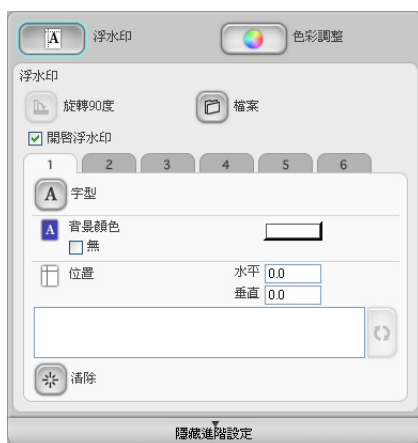 A 浮水印 色彩調整
浮水印
旋轉90度 檔案
開啓浮水印
1 2 3 4 5 6
A 字型
A 背景顏色
無
位置 水平 0.0
垂直 0.0
清除
隱藏進階設定